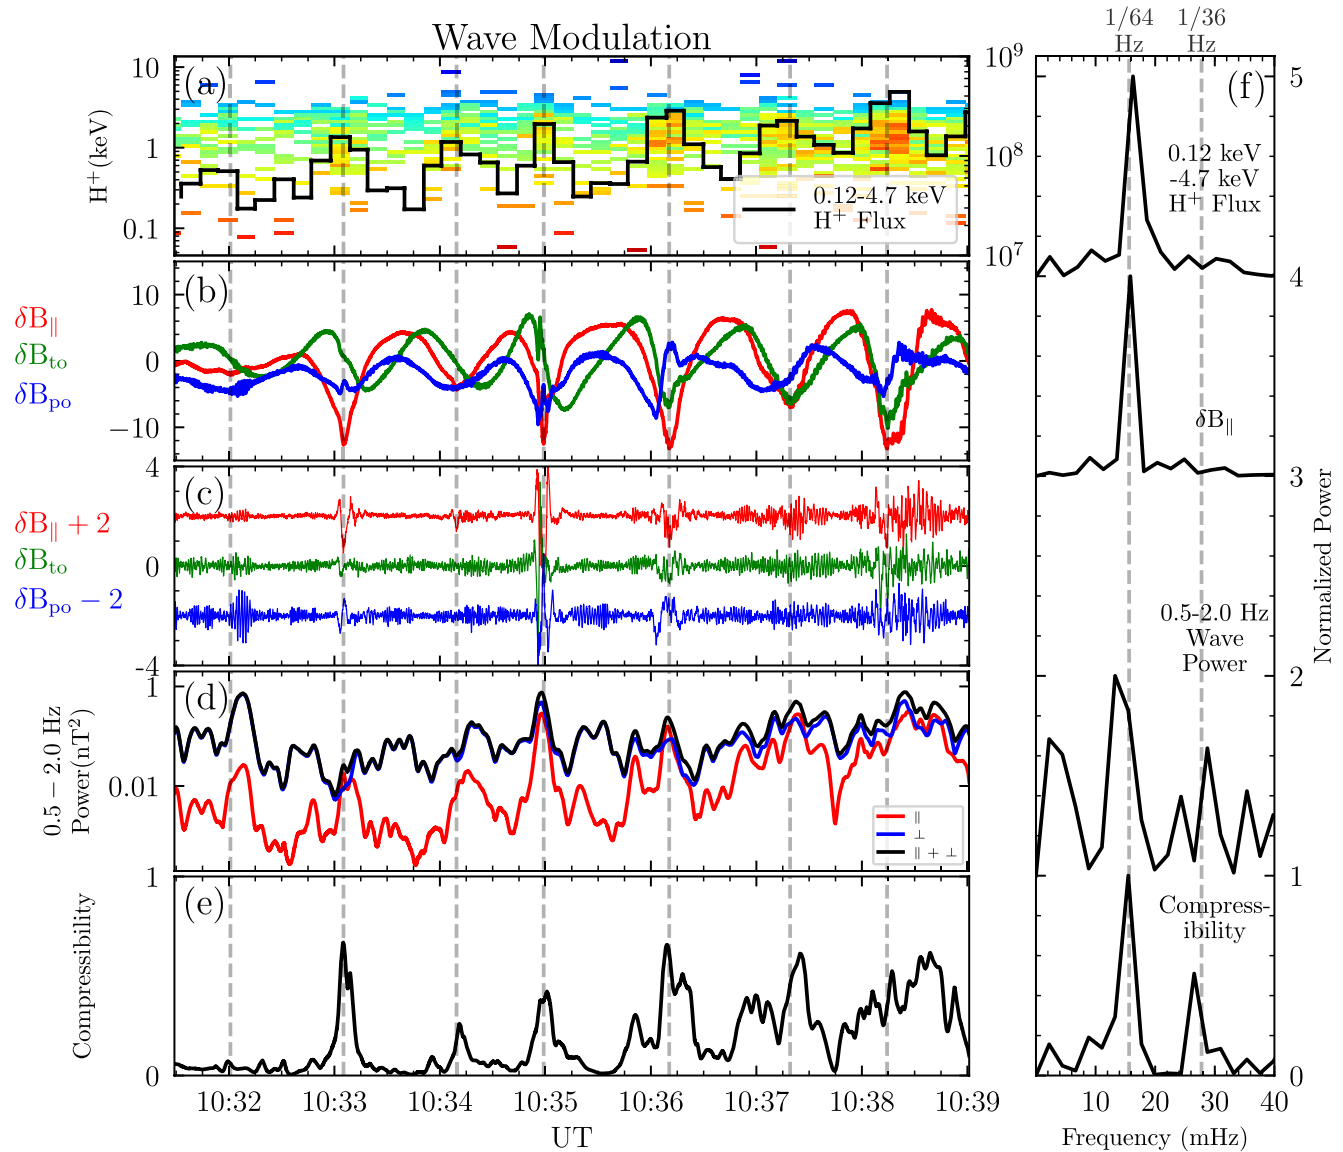 Wave Modulation
1/64 1/36
Hz Hz
(a)
H⁺(keV)
10
1
0.1
10⁹
10⁸
10⁷
0.12-4.7 keV
H⁺ Flux
(b)
δB∥
δBto
δBpo
10
0
−10
(c)
δB∥ + 2
δBto
δBpo − 2
4
0
-4
(d)
0.5 − 2.0 Hz
Power(nT²)
1
0.01
∥
⊥
∥ + ⊥
(e)
Compressibility
1
0
10:32 10:33 10:34 10:35 10:36 10:37 10:38 10:39
UT
(f)
0.12 keV
-4.7 keV
H⁺ Flux
δB∥
0.5-2.0 Hz
Wave
Power
Compress-
ibility
5
4
3
2
1
0
Normalized Power
10 20 30 40
Frequency (mHz)